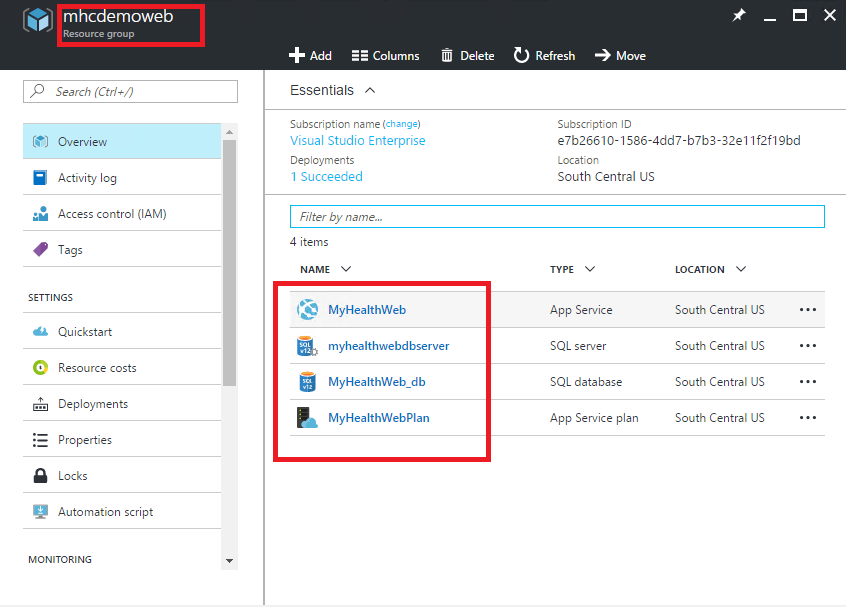 mhcdemoweb
Resource group
Add Columns Delete Refresh Move
Search (Ctrl+/)
Overview
Activity log
Access control (IAM)
Tags
SETTINGS
Quickstart
Resource costs
Deployments
Properties
Locks
Automation script
MONITORING
Essentials
Subscription name (change)
Visual Studio Enterprise
Deployments
1 Succeeded
Subscription ID
e7b26610-1586-4dd7-b7b3-32e11f2f19bd
Location
South Central US
Filter by name...
4 items
NAME TYPE LOCATION
MyHealthWeb App Service South Central US
SQL v12 myhealthwebdbserver SQL server South Central US
SQL v12 MyHealthWeb_db SQL database South Central US
MyHealthWebPlan App Service plan South Central US